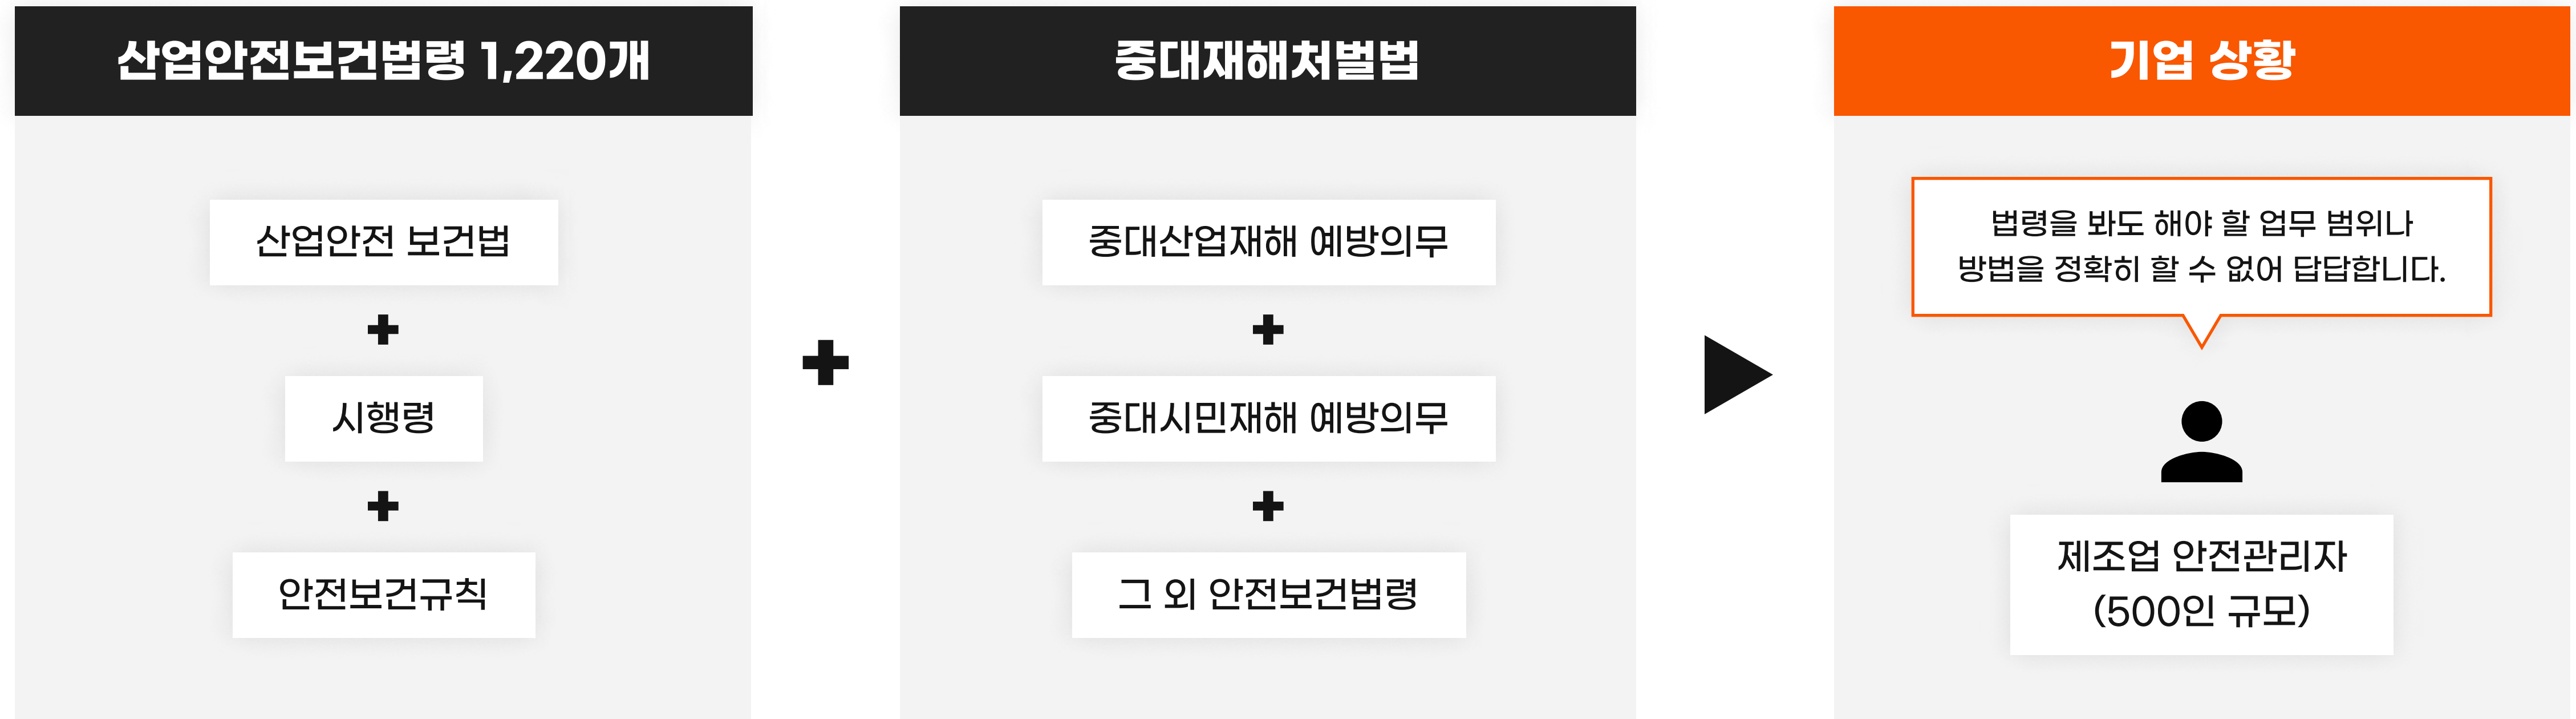 산업안전보건법령 1,220개
산업안전 보건법
+
시행령
+
안전보건규칙
+
중대재해처벌법
중대산업재해 예방의무
+
중대시민재해 예방의무
+
그 외 안전보건법령
기업 상황
법령을 봐도 해야 할 업무 범위나
방법을 정확히 할 수 없어 답답합니다.
제조업 안전관리자
(500인 규모)